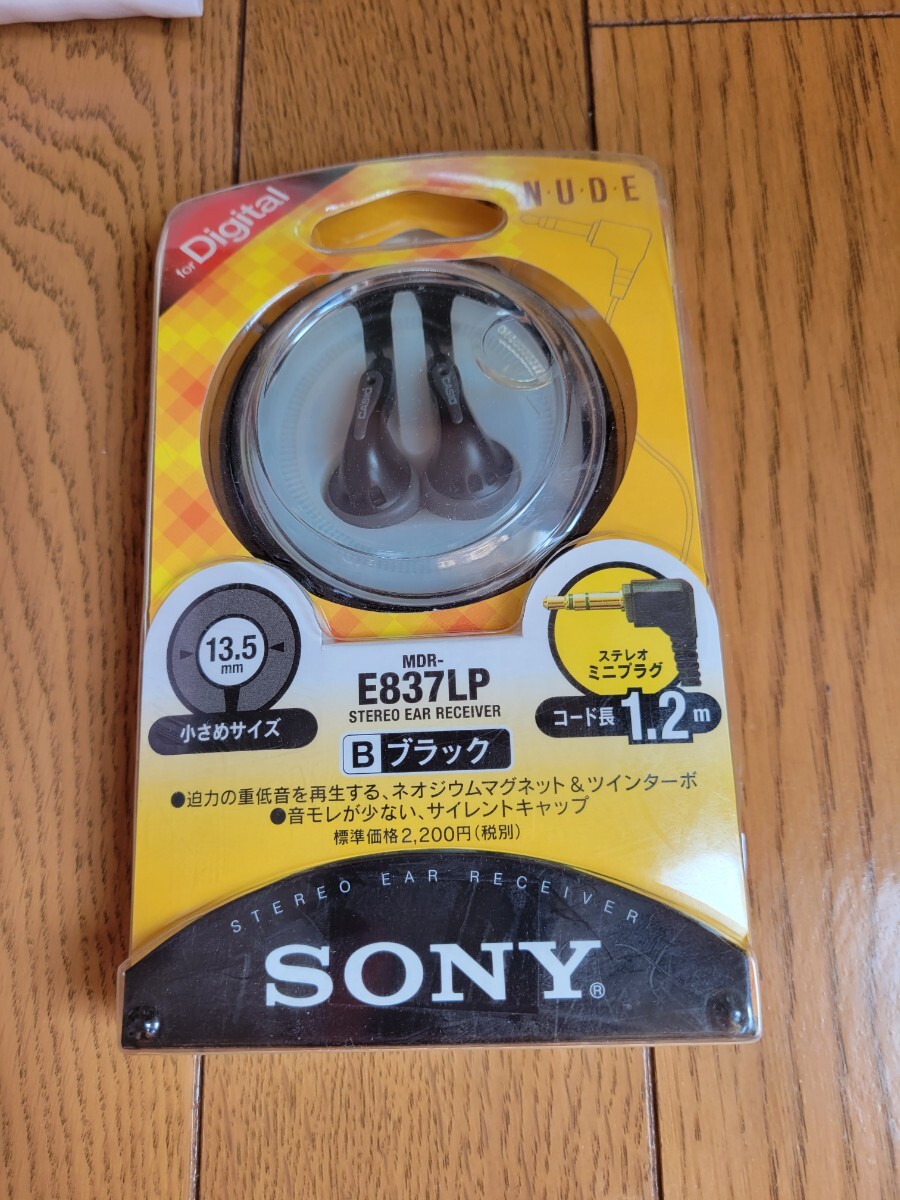 for Digital
N・U・D・E
CASIO
CASIO
13.5
mm
小さめサイズ
MDR-
E837LP
STEREO EAR RECEIVER
B ブラック
ステレオ
ミニプラグ
コード長 1.2m
●迫力の重低音を再生する、ネオジウムマグネット&ツインターボ
●音モレが少ない、サイレントキャップ
標準価格2,200円(税別)
STEREO EAR RECEIVER
SONY®